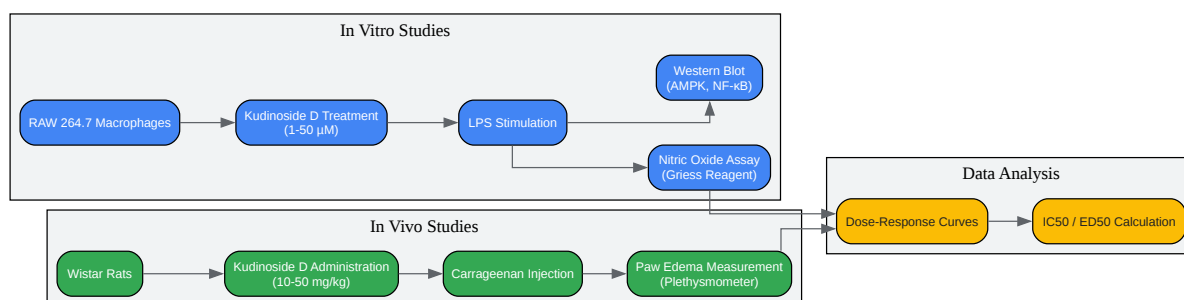 In Vitro Studies
RAW 264.7 Macrophages
Kudinoside D Treatment
(1-50 µM)
LPS Stimulation
Western Blot
(AMPK, NF-κB)
Nitric Oxide Assay
(Griess Reagent)
In Vivo Studies
Wistar Rats
Kudinoside D Administration
(10-50 mg/kg)
Carrageenan Injection
Paw Edema Measurement
(Plethysmometer)
Data Analysis
Dose-Response Curves
IC50 / ED50 Calculation